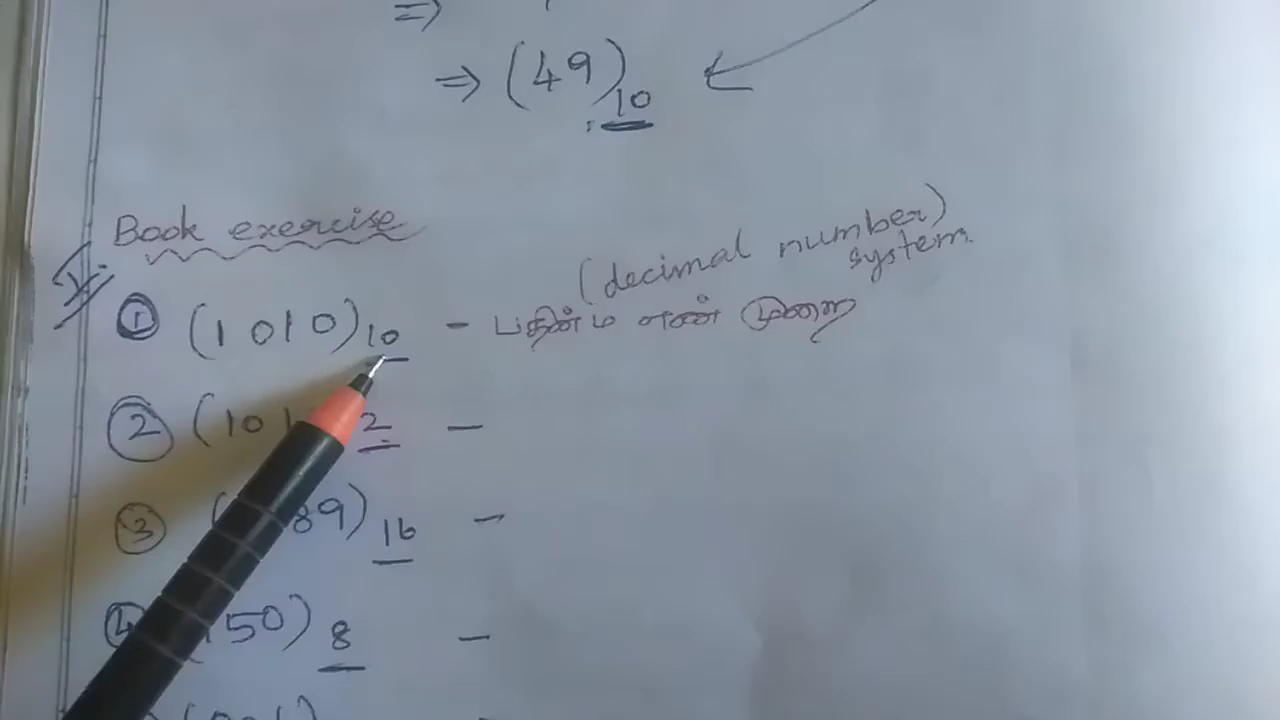 =>
=> (49)10
Book exercise
V.
(decimal number)
system.
① (1010)10 - பதின்ம எண் முறை
② (101 2 -
③ ( 89)16 -
④ (50)8 -